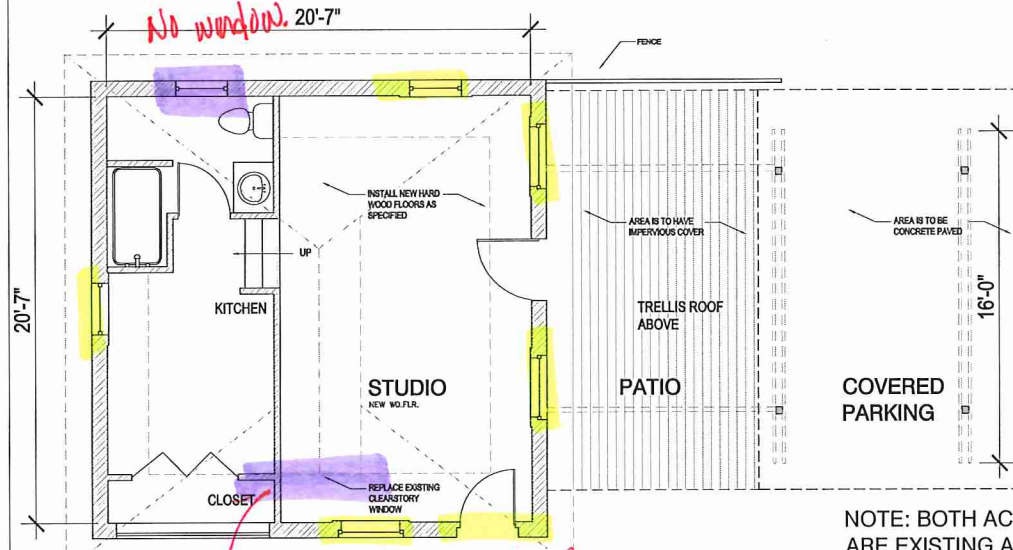 No window. 20'-7"
FENCE
INSTALL NEW HARD
WOOD FLOORS AS
SPECIFIED
AREA IS TO HAVE
IMPERVIOUS COVER
AREA IS TO BE
CONCRETE PAVED
UP
20'-7"
KITCHEN
TRELLIS ROOF
ABOVE
16'-0"
STUDIO
NEW WD.FLR.
PATIO
COVERED
PARKING
CLOSET
REPLACE EXISTING
CLEARSTORY
WINDOW
NOTE: BOTH AC
ARE EXISTING A